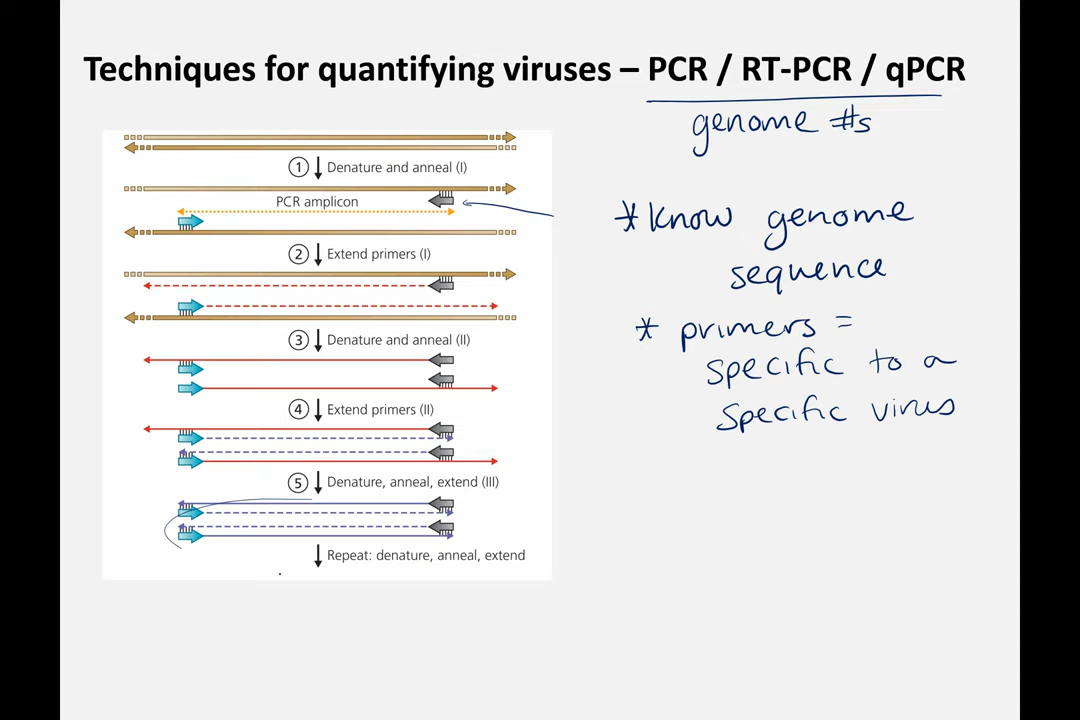 Techniques for quantifying viruses – PCR / RT-PCR / qPCR
genome #s
1 Denature and anneal (I)
PCR amplicon
2 Extend primers (I)
3 Denature and anneal (II)
4 Extend primers (II)
5 Denature, anneal, extend (III)
Repeat: denature, anneal, extend
* Know genome
sequence
* primers =
specific to a
specific virus